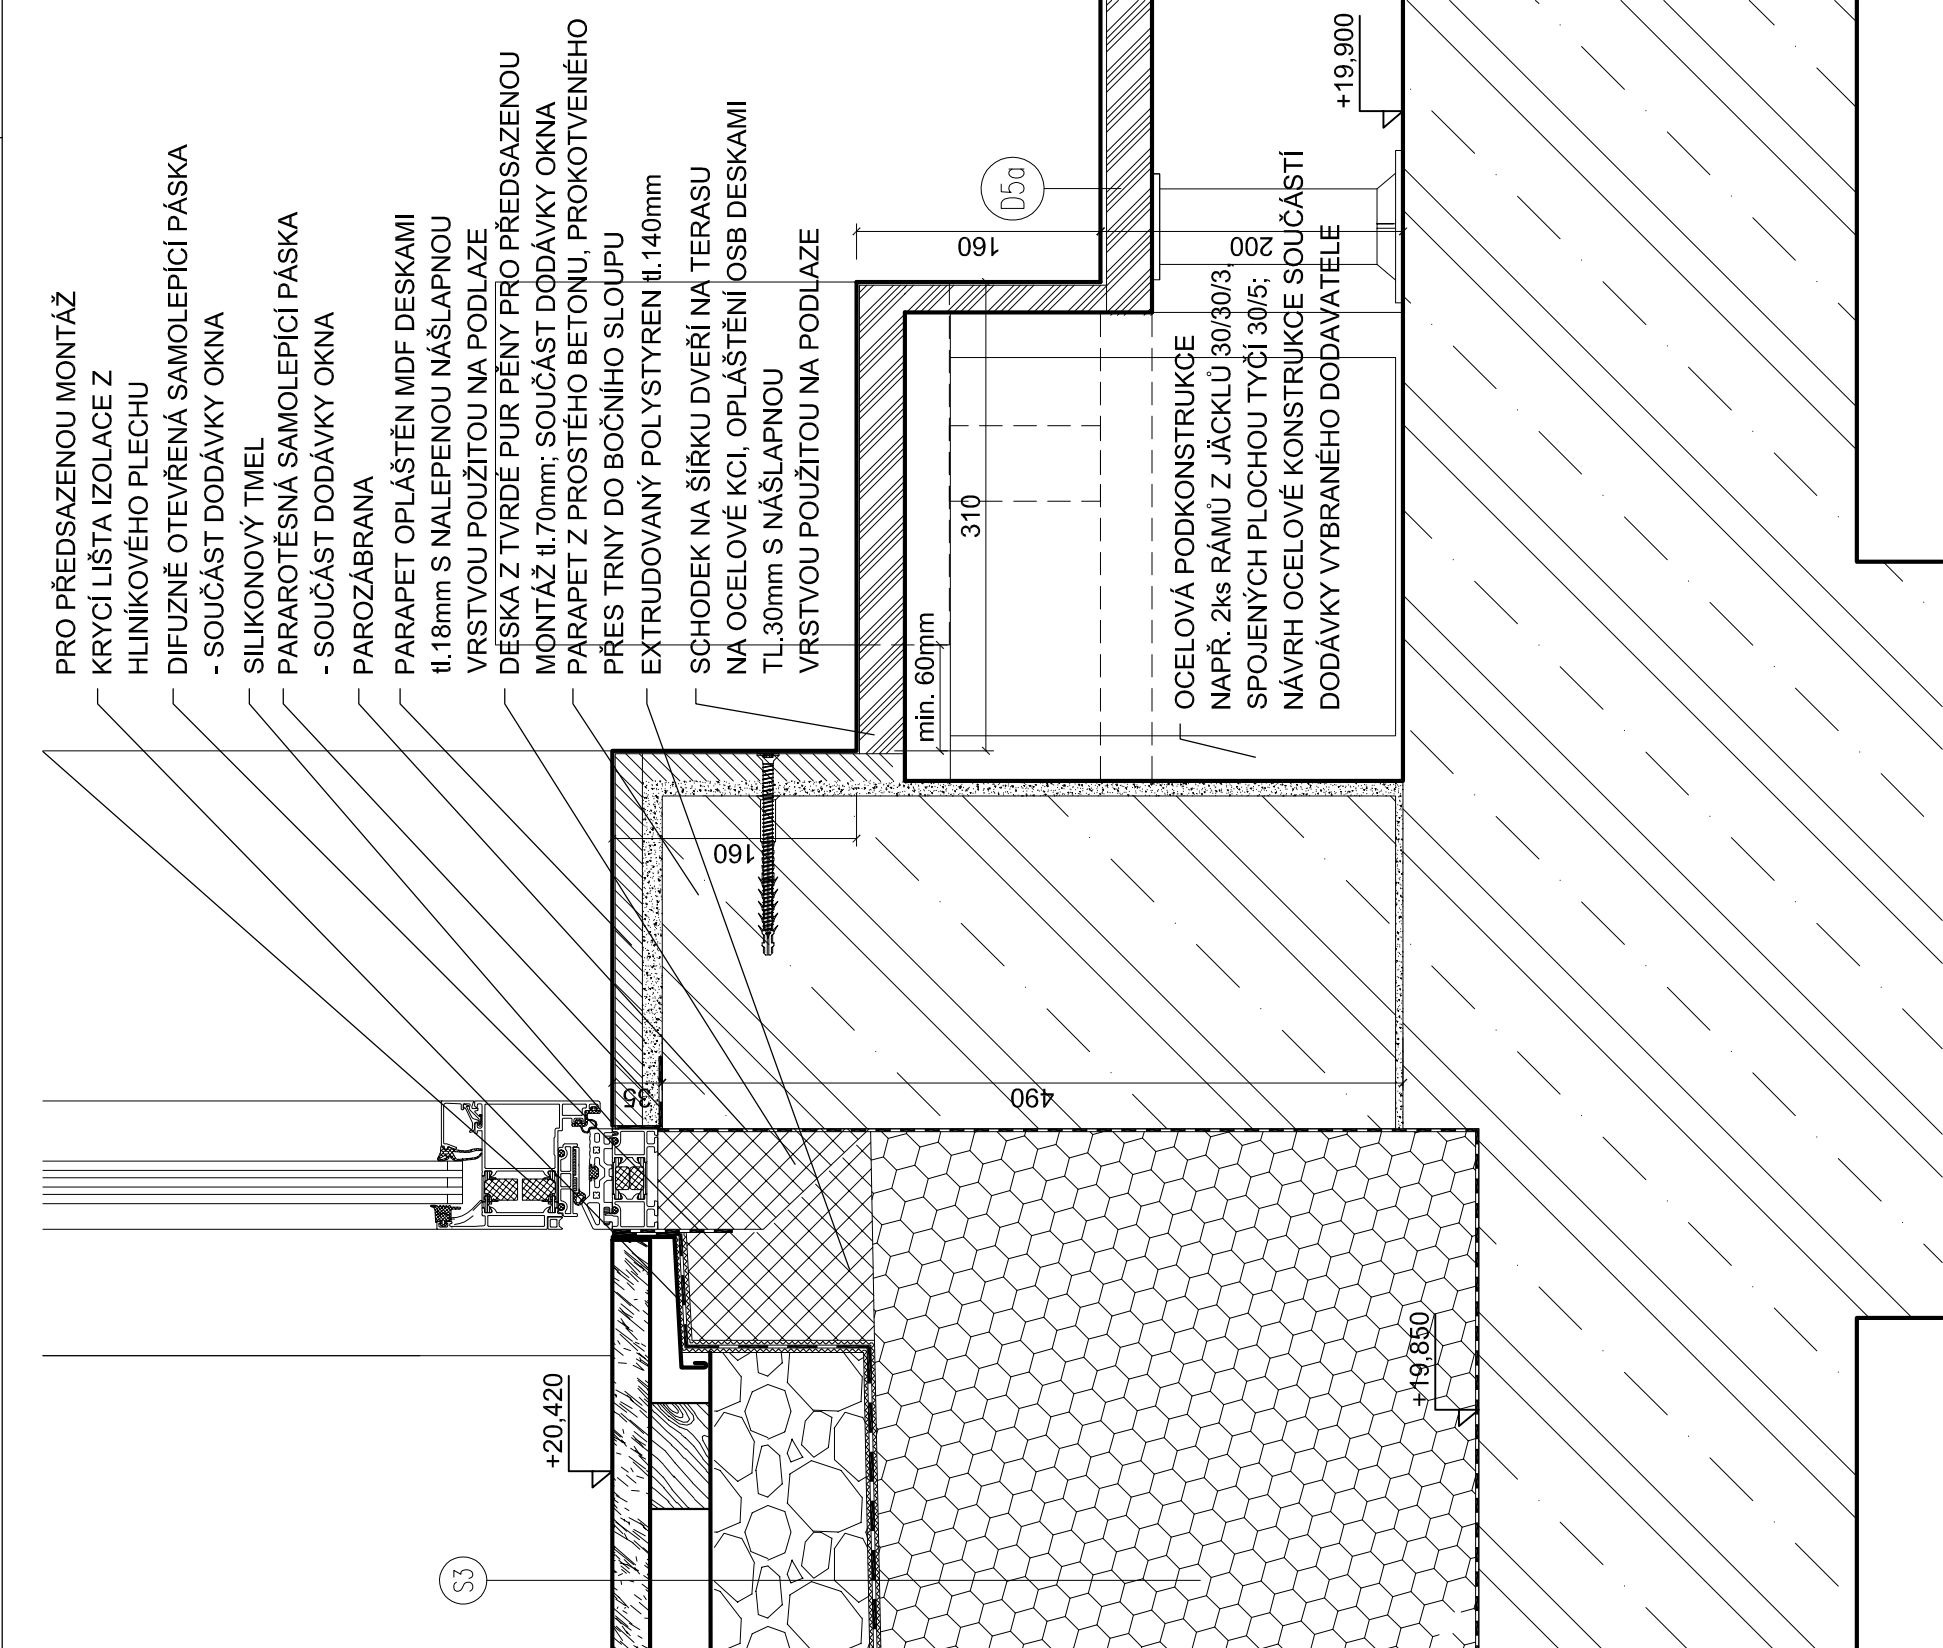 PRO PŘEDSAZENOU MONTÁŽ
KRYCÍ LIŠTA IZOLACE Z
HLINÍKOVÉHO PLECHU
DIFUZNĚ OTEVŘENÁ SAMOLEPÍCÍ PÁSKA
- SOUČÁST DODÁVKY OKNA
SILIKONOVÝ TMEL
PAROTĚSNÁ SAMOLEPÍCÍ PÁSKA
- SOUČÁST DODÁVKY OKNA
PAROZÁBRANA
PARAPET OPLÁŠTĚN MDF DESKAMI
tl.18mm S NALEPENOU NÁŠLAPNOU
VRSTVOU POUŽITOU NA PODLAZE
DESKA Z TVRDÉ PUR PĚNY PRO PŘEDSAZENOU
MONTÁŽ tl.70mm; SOUČÁST DODÁVKY OKNA
PARAPET Z PROSTÉHO BETONU, PROKOTVENÉHO
PŘES TRNY DO BOČNÍHO SLOUPU
EXTRUDOVANÝ POLYSTYREN tl.140mm
SCHODEK NA ŠÍŘKU DVEŘÍ NA TERASU
NA OCELOVÉ KCI, OPLÁŠTĚNÍ OSB DESKAMI
TL.30mm S NÁŠLAPNOU
VRSTVOU POUŽITOU NA PODLAZE
OCELOVÁ PODKONSTRUKCE
NAPŘ. 2ks RÁMŮ Z JÄCKLŮ 30/30/3,
SPOJENÝCH PLOCHOU TYČÍ 30/5;
NÁVRH OCELOVÉ KONSTRUKCE SOUČÁSTÍ
DODÁVKY VYBRANÉHO DODAVATELE
min. 60mm
310
160
200
160
35
490
D5a
S3
+19,900
+20,420
+19,850